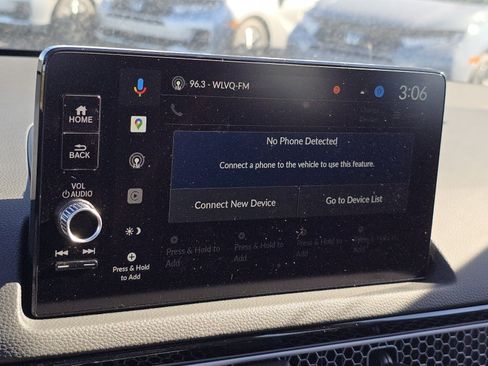 96.3 - WLVQ-FM
3:06
HOME
BACK
VOL
AUDIO
No Phone Detected
Connect a phone to the vehicle to use this feature.
Connect New Device
Go to Device List
Press & Hold
to Add
Press & Hold
to Add
Press & Hold
to Add
Press & Hold
to Add
Press & Hold
to Add